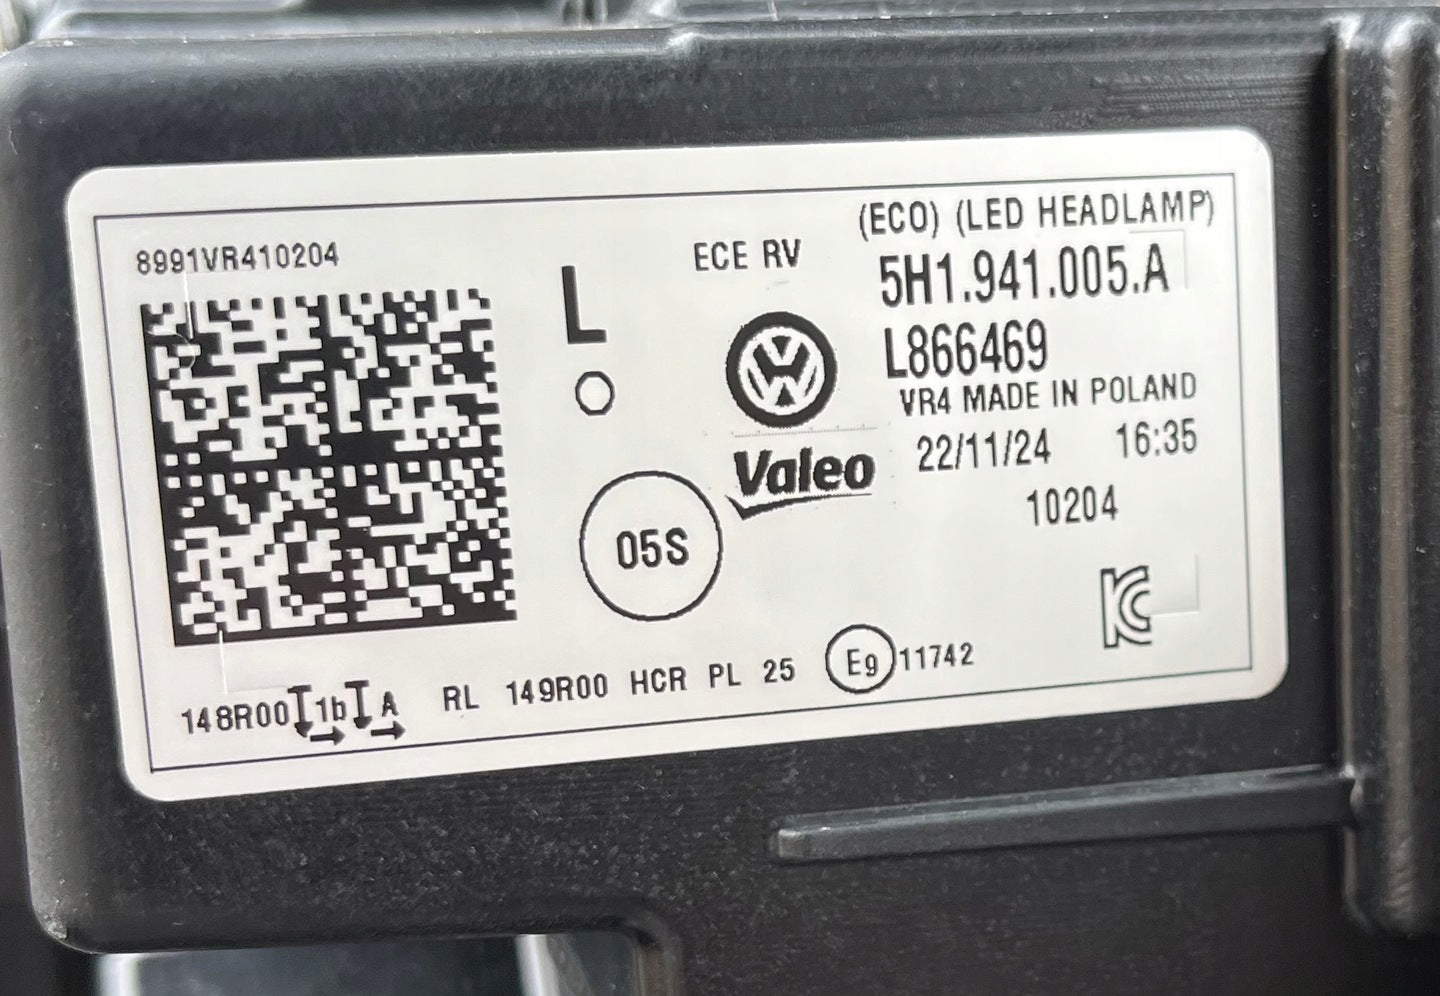 (ECO) (LED HEADLAMP)
8991VR410204
L
ECE RV
5H1.941.005.A
L866469
VR4 MADE IN POLAND
22/11/24 16:35
Valeo
10204
05S
148R00 1b A RL 149R00 HCR PL 25 E9 11742